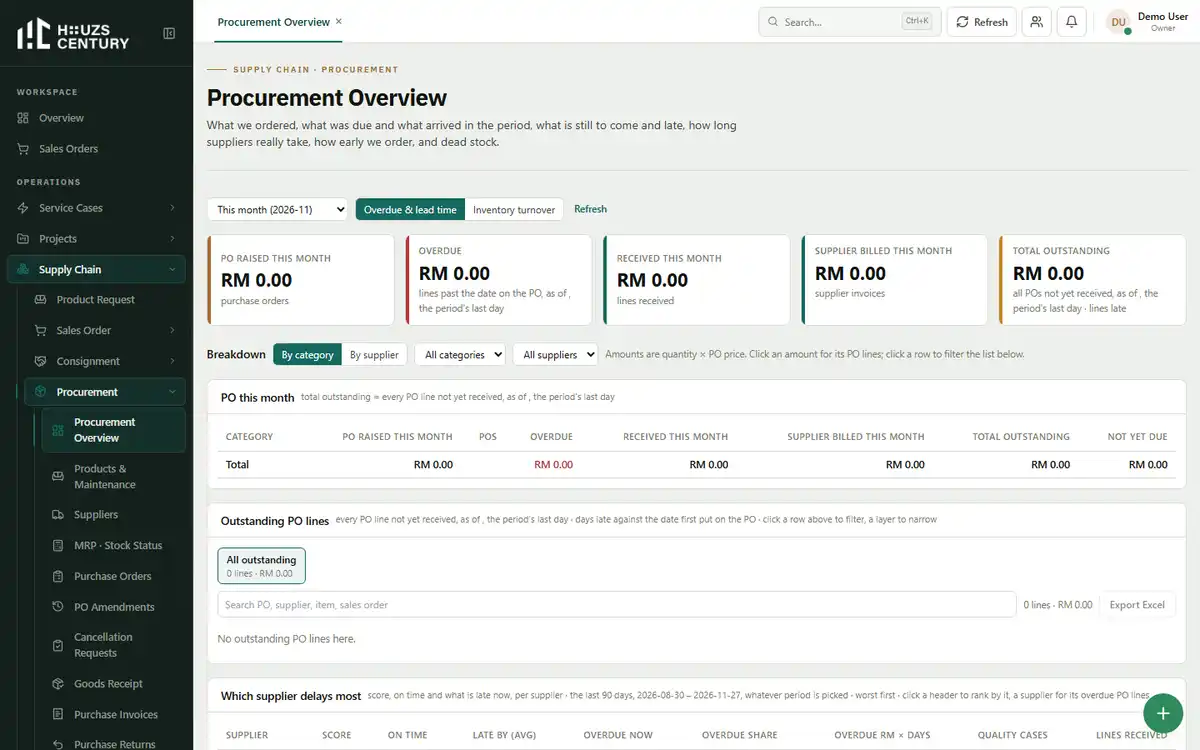 HOUZS
CENTURY
Procurement Overview ×
Search...
Ctrl+K
Refresh
DU
Demo User
Owner
WORKSPACE
Overview
Sales Orders
OPERATIONS
Service Cases
Projects
Supply Chain
Product Request
Sales Order
Consignment
Procurement
Procurement
Overview
Products &
Maintenance
Suppliers
MRP · Stock Status
Purchase Orders
PO Amendments
Cancellation
Requests
Goods Receipt
Purchase Invoices
Purchase Returns
SUPPLY CHAIN · PROCUREMENT
Procurement Overview
What we ordered, what was due and what arrived in the period, what is still to come and late, how long
suppliers really take, how early we order, and dead stock.
This month (2026-11)
Overdue & lead time
Inventory turnover
Refresh
PO RAISED THIS MONTH
RM 0.00
purchase orders
OVERDUE
RM 0.00
lines past the date on the PO, as of ,
the period's last day
RECEIVED THIS MONTH
RM 0.00
lines received
SUPPLIER BILLED THIS MONTH
RM 0.00
supplier invoices
TOTAL OUTSTANDING
RM 0.00
all POs not yet received, as of , the
period's last day · lines late
Breakdown
By category
By supplier
All categories
All suppliers
Amounts are quantity × PO price. Click an amount for its PO lines; click a row to filter the list below.
PO this month total outstanding = every PO line not yet received, as of , the period's last day
CATEGORY PO RAISED THIS MONTH POS OVERDUE RECEIVED THIS MONTH SUPPLIER BILLED THIS MONTH TOTAL OUTSTANDING NOT YET DUE
Total RM 0.00 RM 0.00 RM 0.00 RM 0.00 RM 0.00 RM 0.00
Outstanding PO lines every PO line not yet received, as of , the period's last day · days late against the date first put on the PO · click a row above to filter, a layer to narrow
All outstanding
0 lines · RM 0.00
Search PO, supplier, item, sales order
0 lines · RM 0.00
Export Excel
No outstanding PO lines here.
Which supplier delays most score, on time and what is late now, per supplier · the last 90 days, 2026-08-30 – 2026-11-27, whatever period is picked · worst first · click a header to rank by it, a supplier for its overdue PO lines
SUPPLIER SCORE ON TIME LATE BY (AVG) OVERDUE NOW OVERDUE SHARE OVERDUE RM × DAYS QUALITY CASES LINES RECEIVED